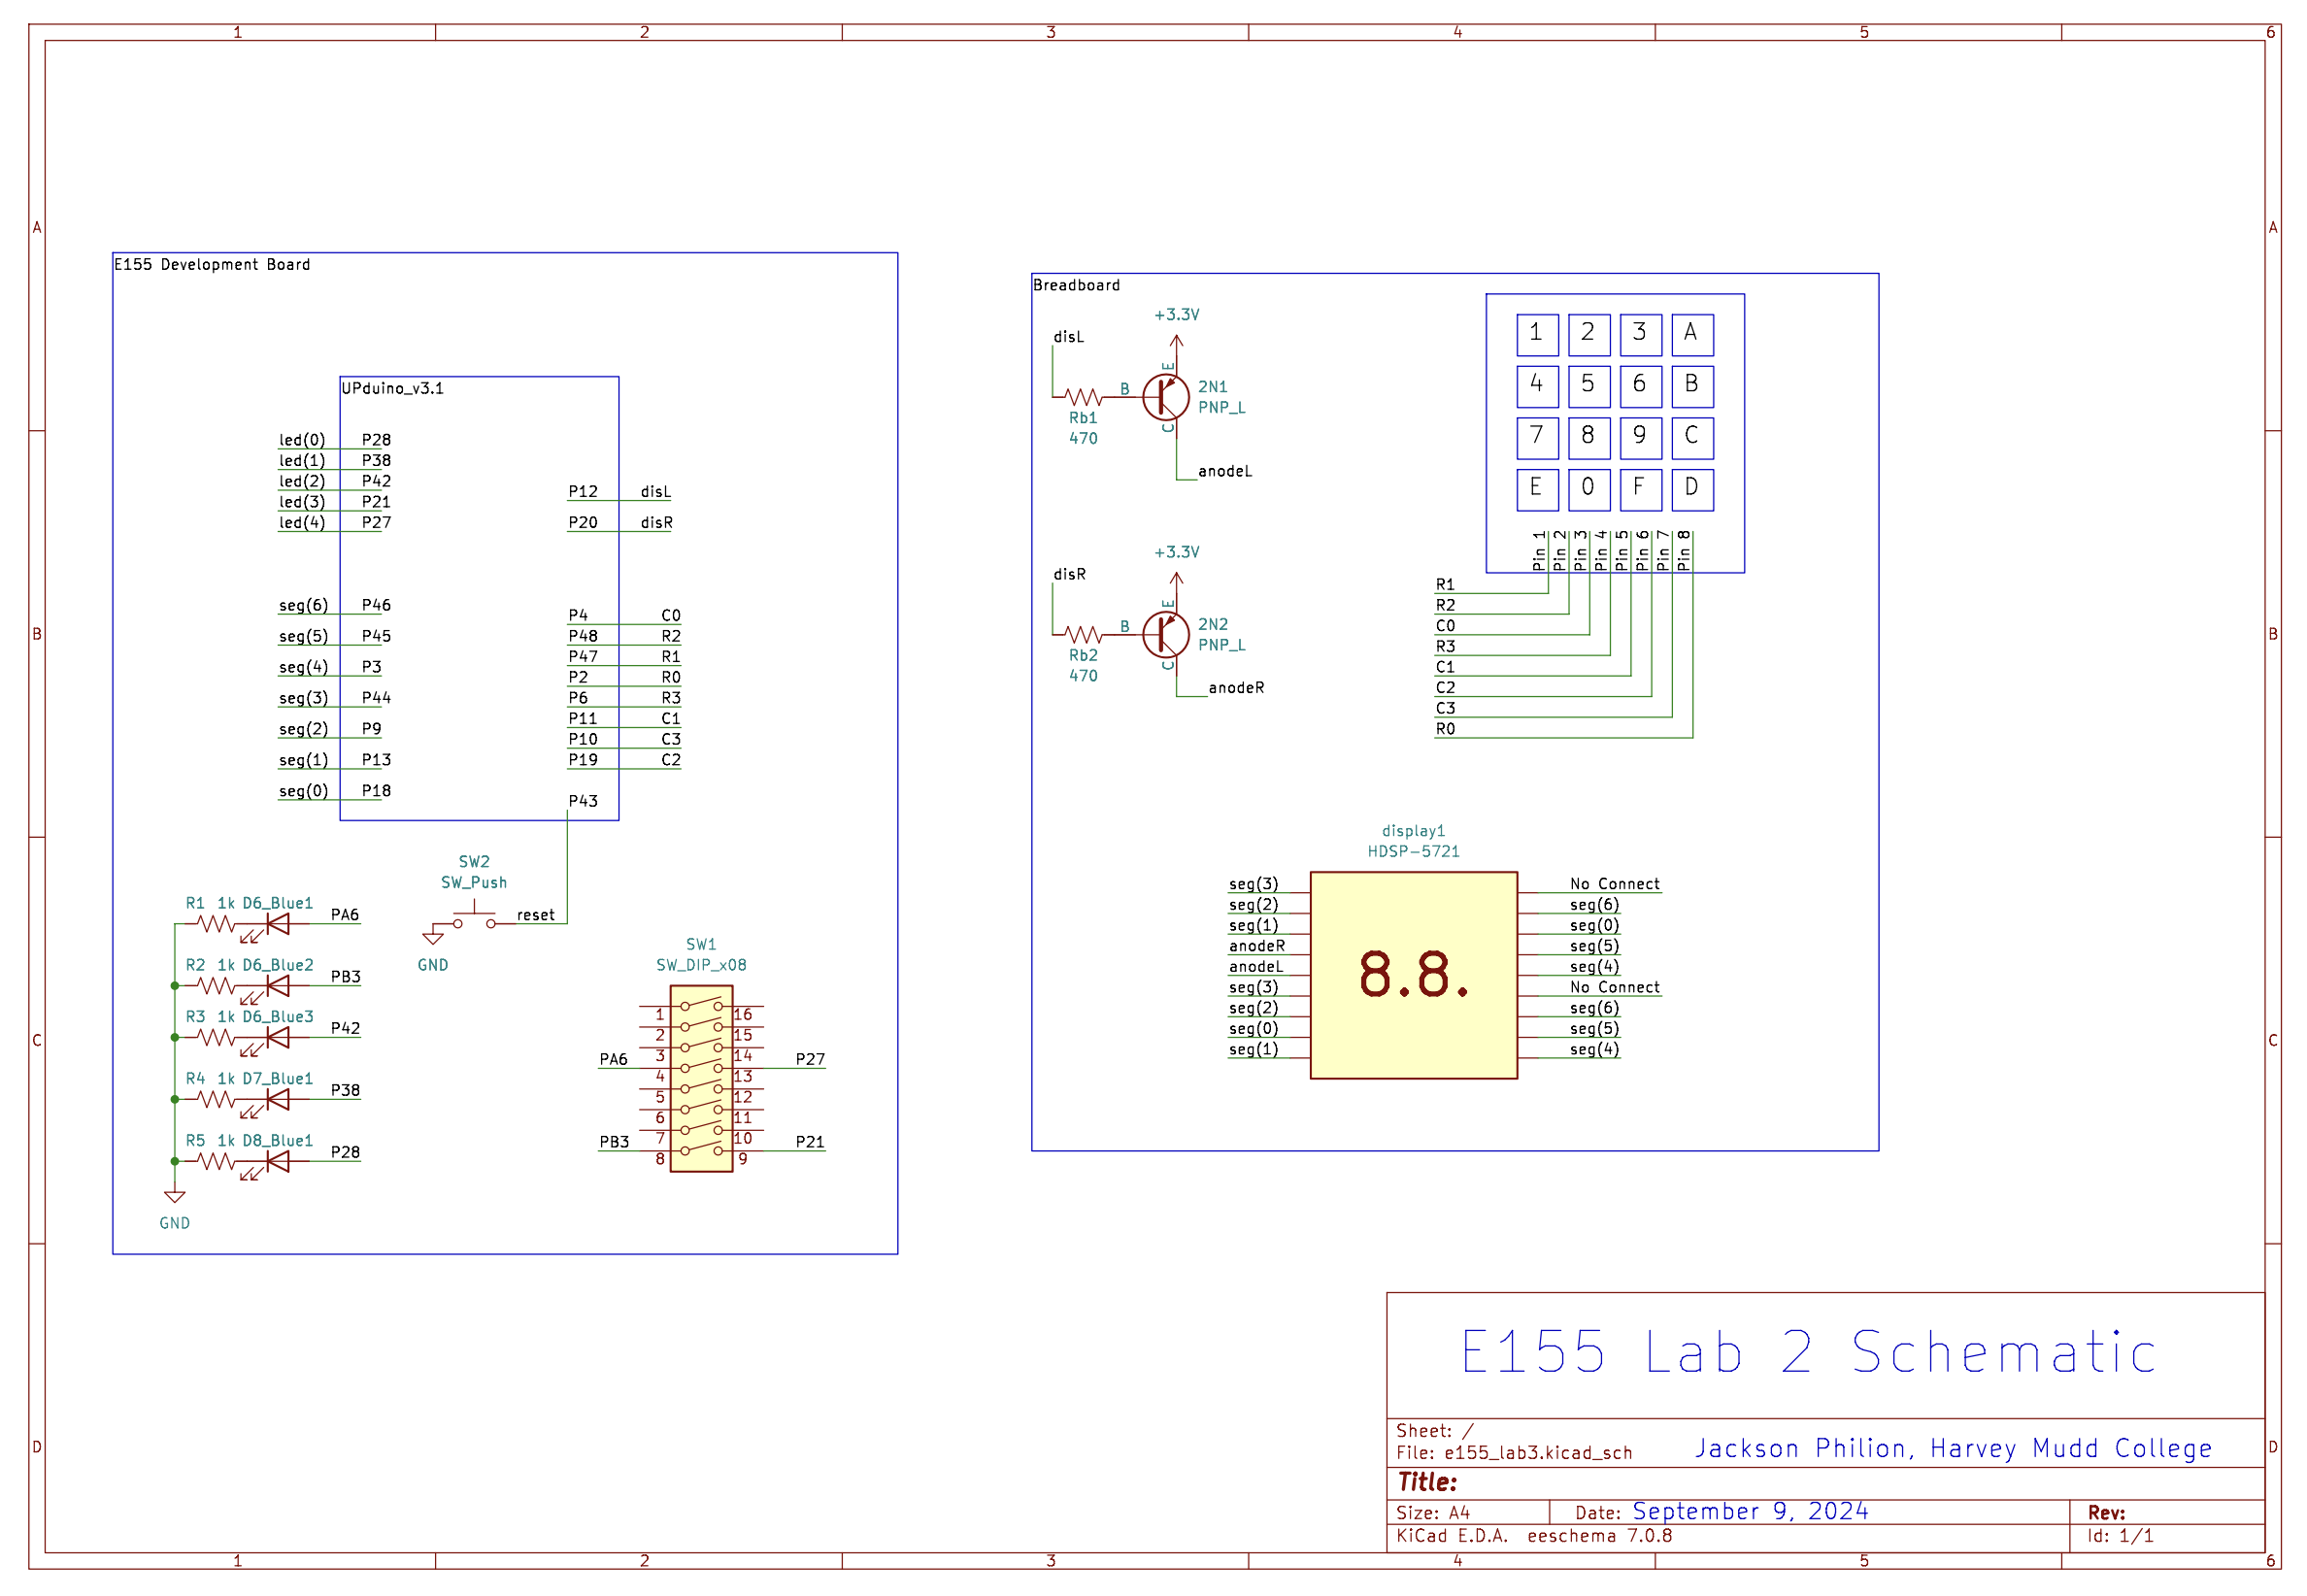 1 2 3 4 5 6
A A
B B
C C
D D
E155 Development Board
UPduino_v3.1
led(0) P28
led(1) P38
led(2) P42
led(3) P21
led(4) P27
P12 disL
P20 disR
seg(6) P46
seg(5) P45
seg(4) P3
seg(3) P44
seg(2) P9
seg(1) P13
seg(0) P18
P4 C0
P48 R2
P47 R1
P2 R0
P6 R3
P11 C1
P10 C3
P19 C2
P43
SW2
SW_Push
reset
GND
R1 1k D6_Blue1 PA6
R2 1k D6_Blue2 PB3
R3 1k D6_Blue3 P42
R4 1k D7_Blue1 P38
R5 1k D8_Blue1 P28
GND
SW1
SW_DIP_x08
1 16
2 15
3 14
PA6 P27
4 13
5 12
6 11
7 10
PB3 P21
8 9
Breadboard
+3.3V
disL
E
B
C
2N1
PNP_L
Rb1
470
anodeL
+3.3V
disR
E
B
C
2N2
PNP_L
Rb2
470
anodeR
1 2 3 A
4 5 6 B
7 8 9 C
E 0 F D
Pin 1
Pin 2
Pin 3
Pin 4
Pin 5
Pin 6
Pin 7
Pin 8
R1
R2
C0
R3
C1
C2
C3
R0
display1
HDSP-5721
seg(3) No Connect
seg(2) seg(6)
seg(1) seg(0)
anodeR seg(5)
anodeL seg(4)
seg(3) No Connect
seg(2) seg(6)
seg(0) seg(5)
seg(1) seg(4)
8.8.
E155 Lab 2 Schematic
Sheet: /
File: e155_lab3.kicad_sch
Jackson Philion, Harvey Mudd College
Title:
Size: A4 Date: September 9, 2024 Rev:
KiCad E.D.A. eeschema 7.0.8 Id: 1/1
1 2 3 4 5 6